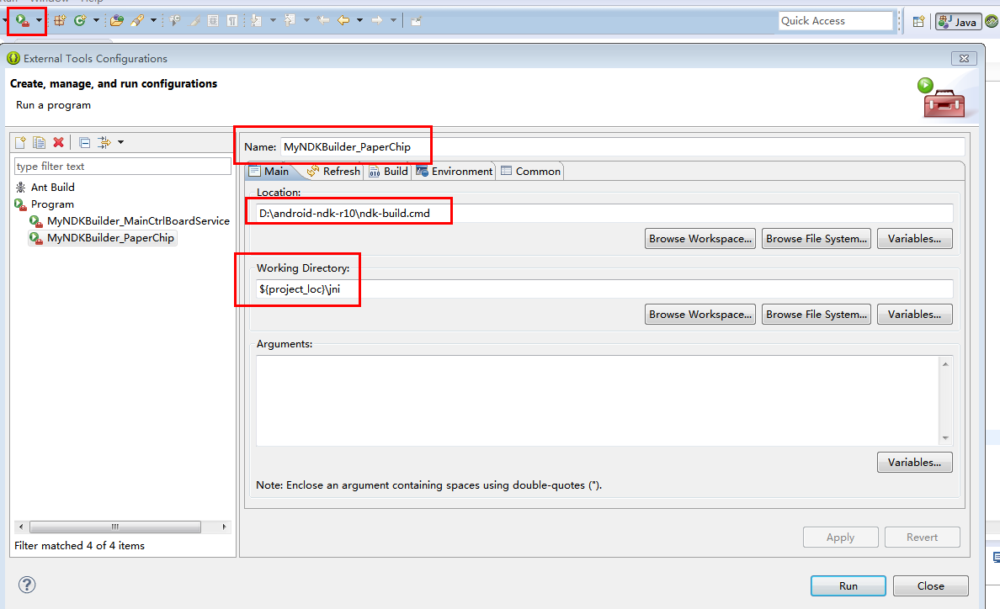 Run Window Help
Quick Access
Java
External Tools Configurations
Create, manage, and run configurations
Run a program
type filter text
Ant Build
Program
MyNDKBuilder_MainCtrlBoardService
MyNDKBuilder_PaperChip
Filter matched 4 of 4 items
Name: MyNDKBuilder_PaperChip
Main Refresh Build Environment Common
Location:
D:\android-ndk-r10\ndk-build.cmd
Browse Workspace... Browse File System... Variables...
Working Directory:
${project_loc}\jni
Browse Workspace... Browse File System... Variables...
Arguments:
Variables...
Note: Enclose an argument containing spaces using double-quotes (").
Apply Revert
Run Close